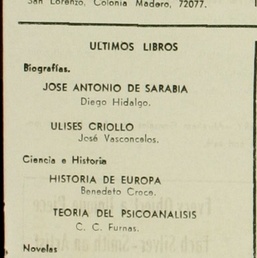 San Lorenzo, Colonia Madero, 72077.
ULTIMOS LIBROS
Biografías.
JOSE ANTONIO DE SARABIA
Diego Hidalgo.
ULISES CRIOLLO
José Vasconcelos.
Ciencia e Historia
HISTORIA DE EUROPA
Benedeto Croce.
TEORIA DEL PSICOANALISIS
C. C. Furnas.
Novelas